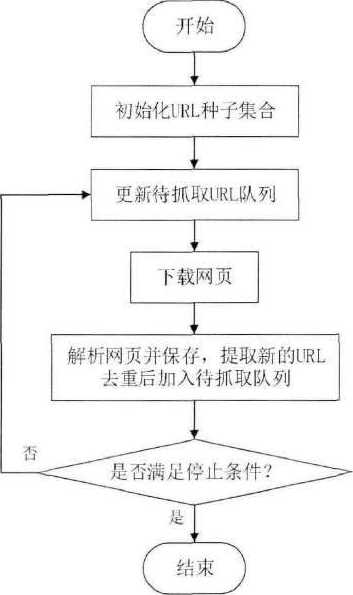 开始
初始化URL种子集合
更新待抓取URL队列
下载网页
解析网页并保存，提取新的URL
去重后加入待抓取队列
是否满足停止条件？
否
是
结束